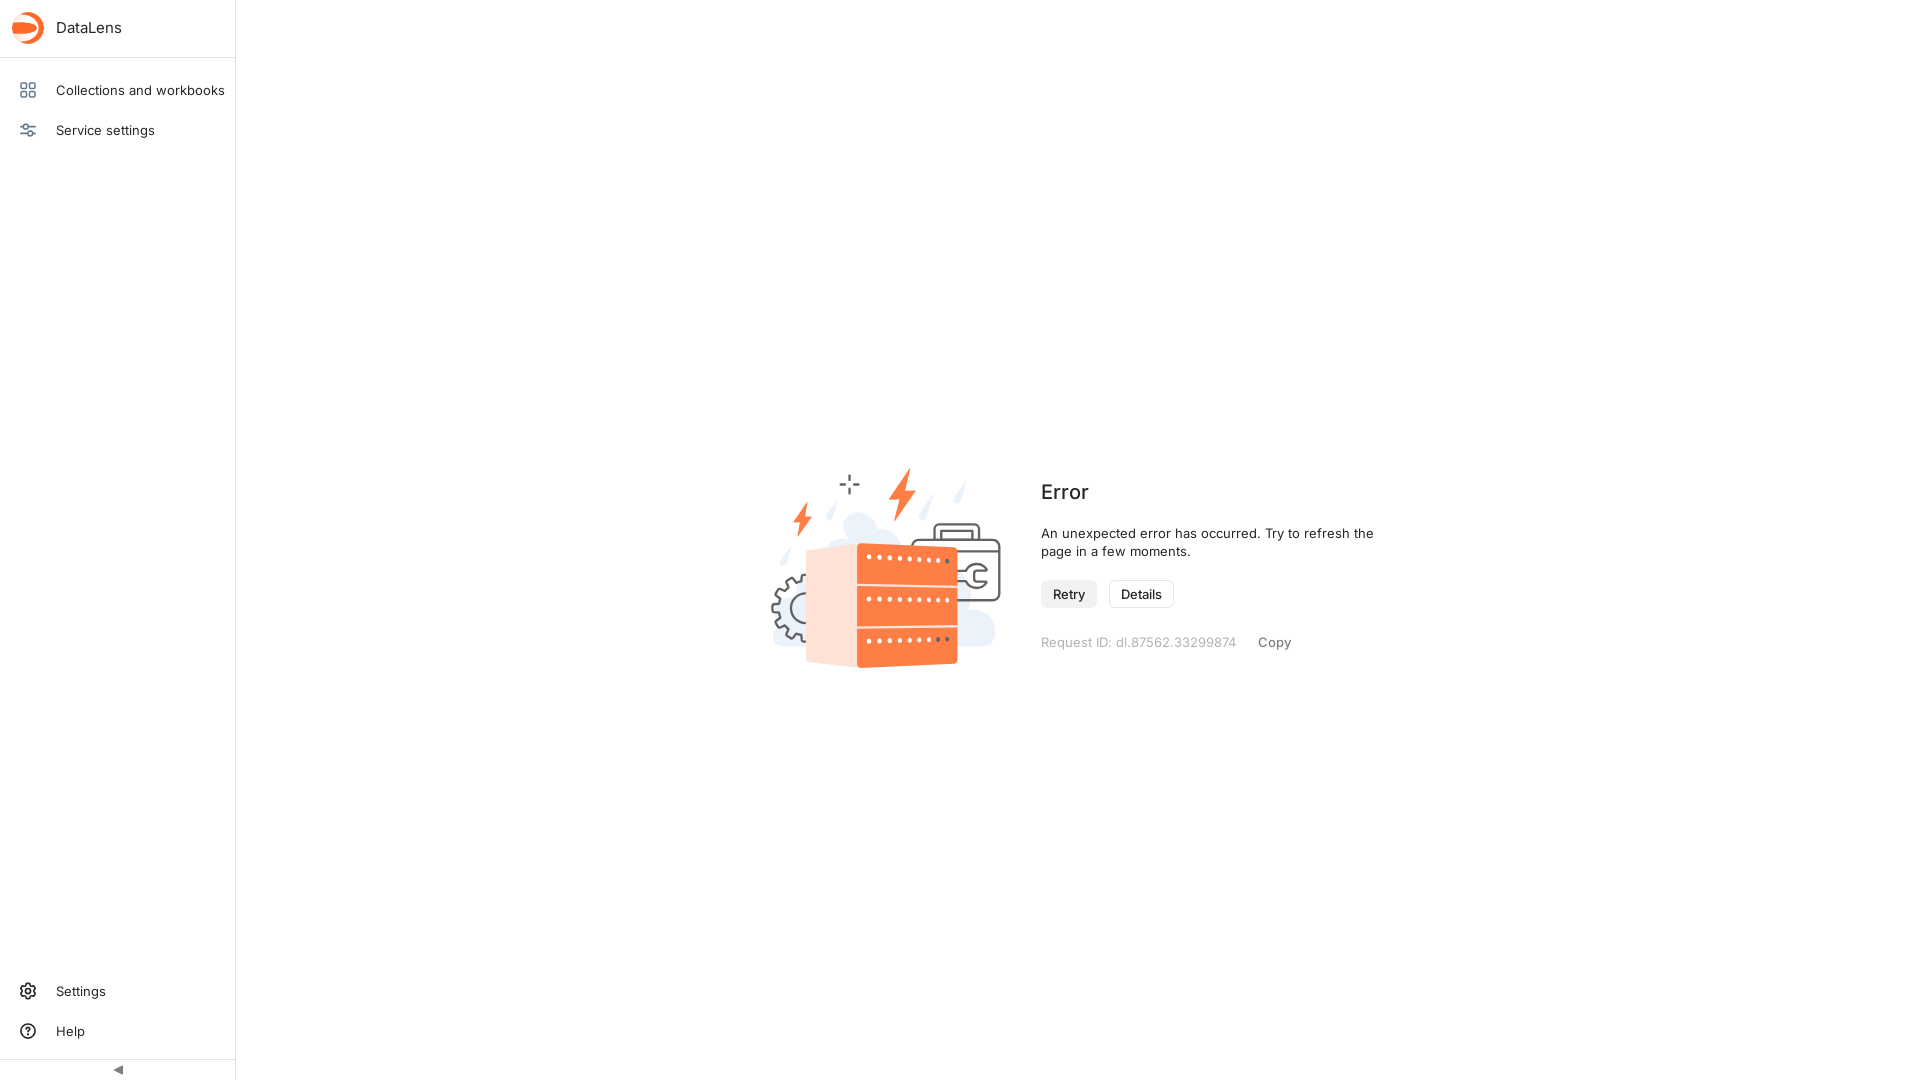 DataLens
Collections and workbooks
Service settings
Error
An unexpected error has occurred. Try to refresh the
page in a few moments.
Retry
Details
Request ID: dl.87562.33299874
Copy
Settings
Help